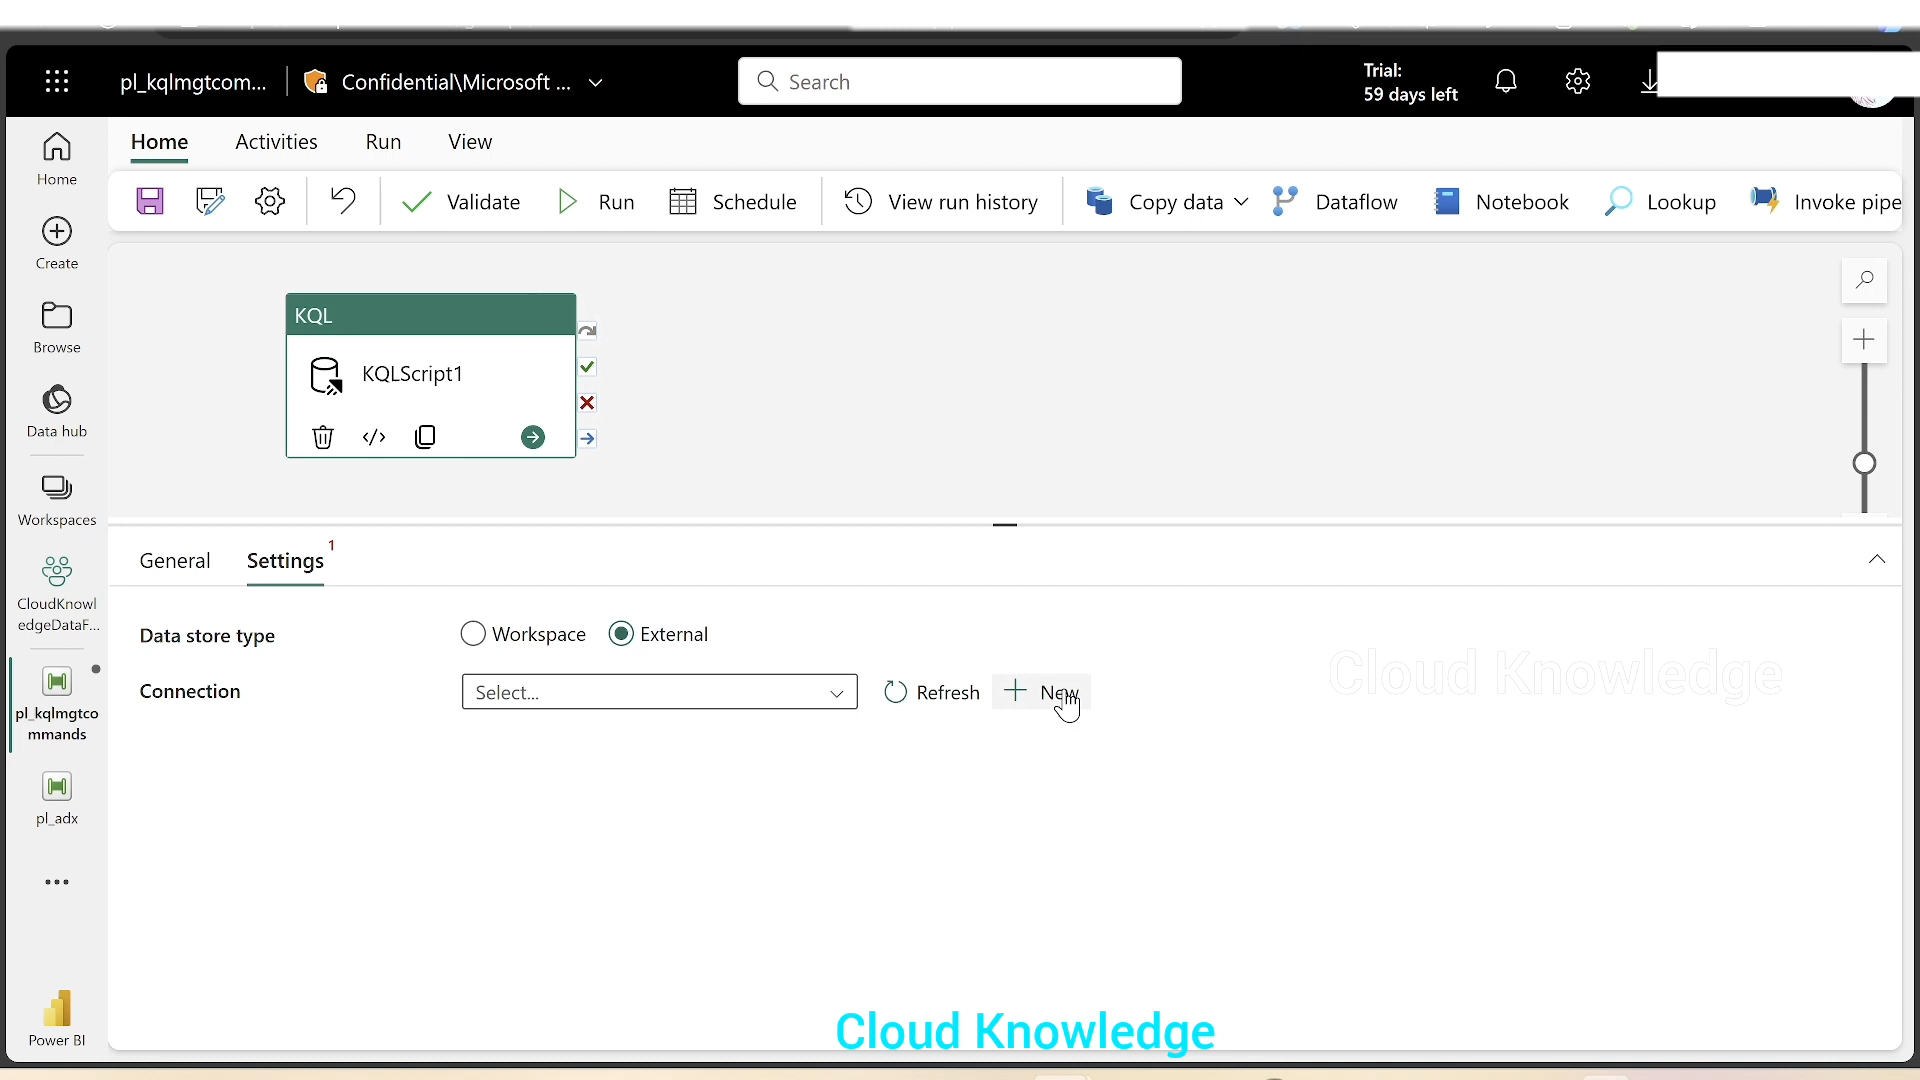 pl_kqlmgtcom...
Confidential\Microsoft ...
Search
Trial:
59 days left
Home
Activities
Run
View
Validate
Run
Schedule
View run history
Copy data
Dataflow
Notebook
Lookup
Invoke pipe
Home
Create
Browse
Data hub
Workspaces
CloudKnowl
edgeDataF...
pl_kqlmgtco
mmands
pl_adx
Power BI
KQL
KQLScript1
General
Settings
1
Data store type
Workspace
External
Connection
Select...
Refresh
New
Cloud Knowledge
Cloud Knowledge